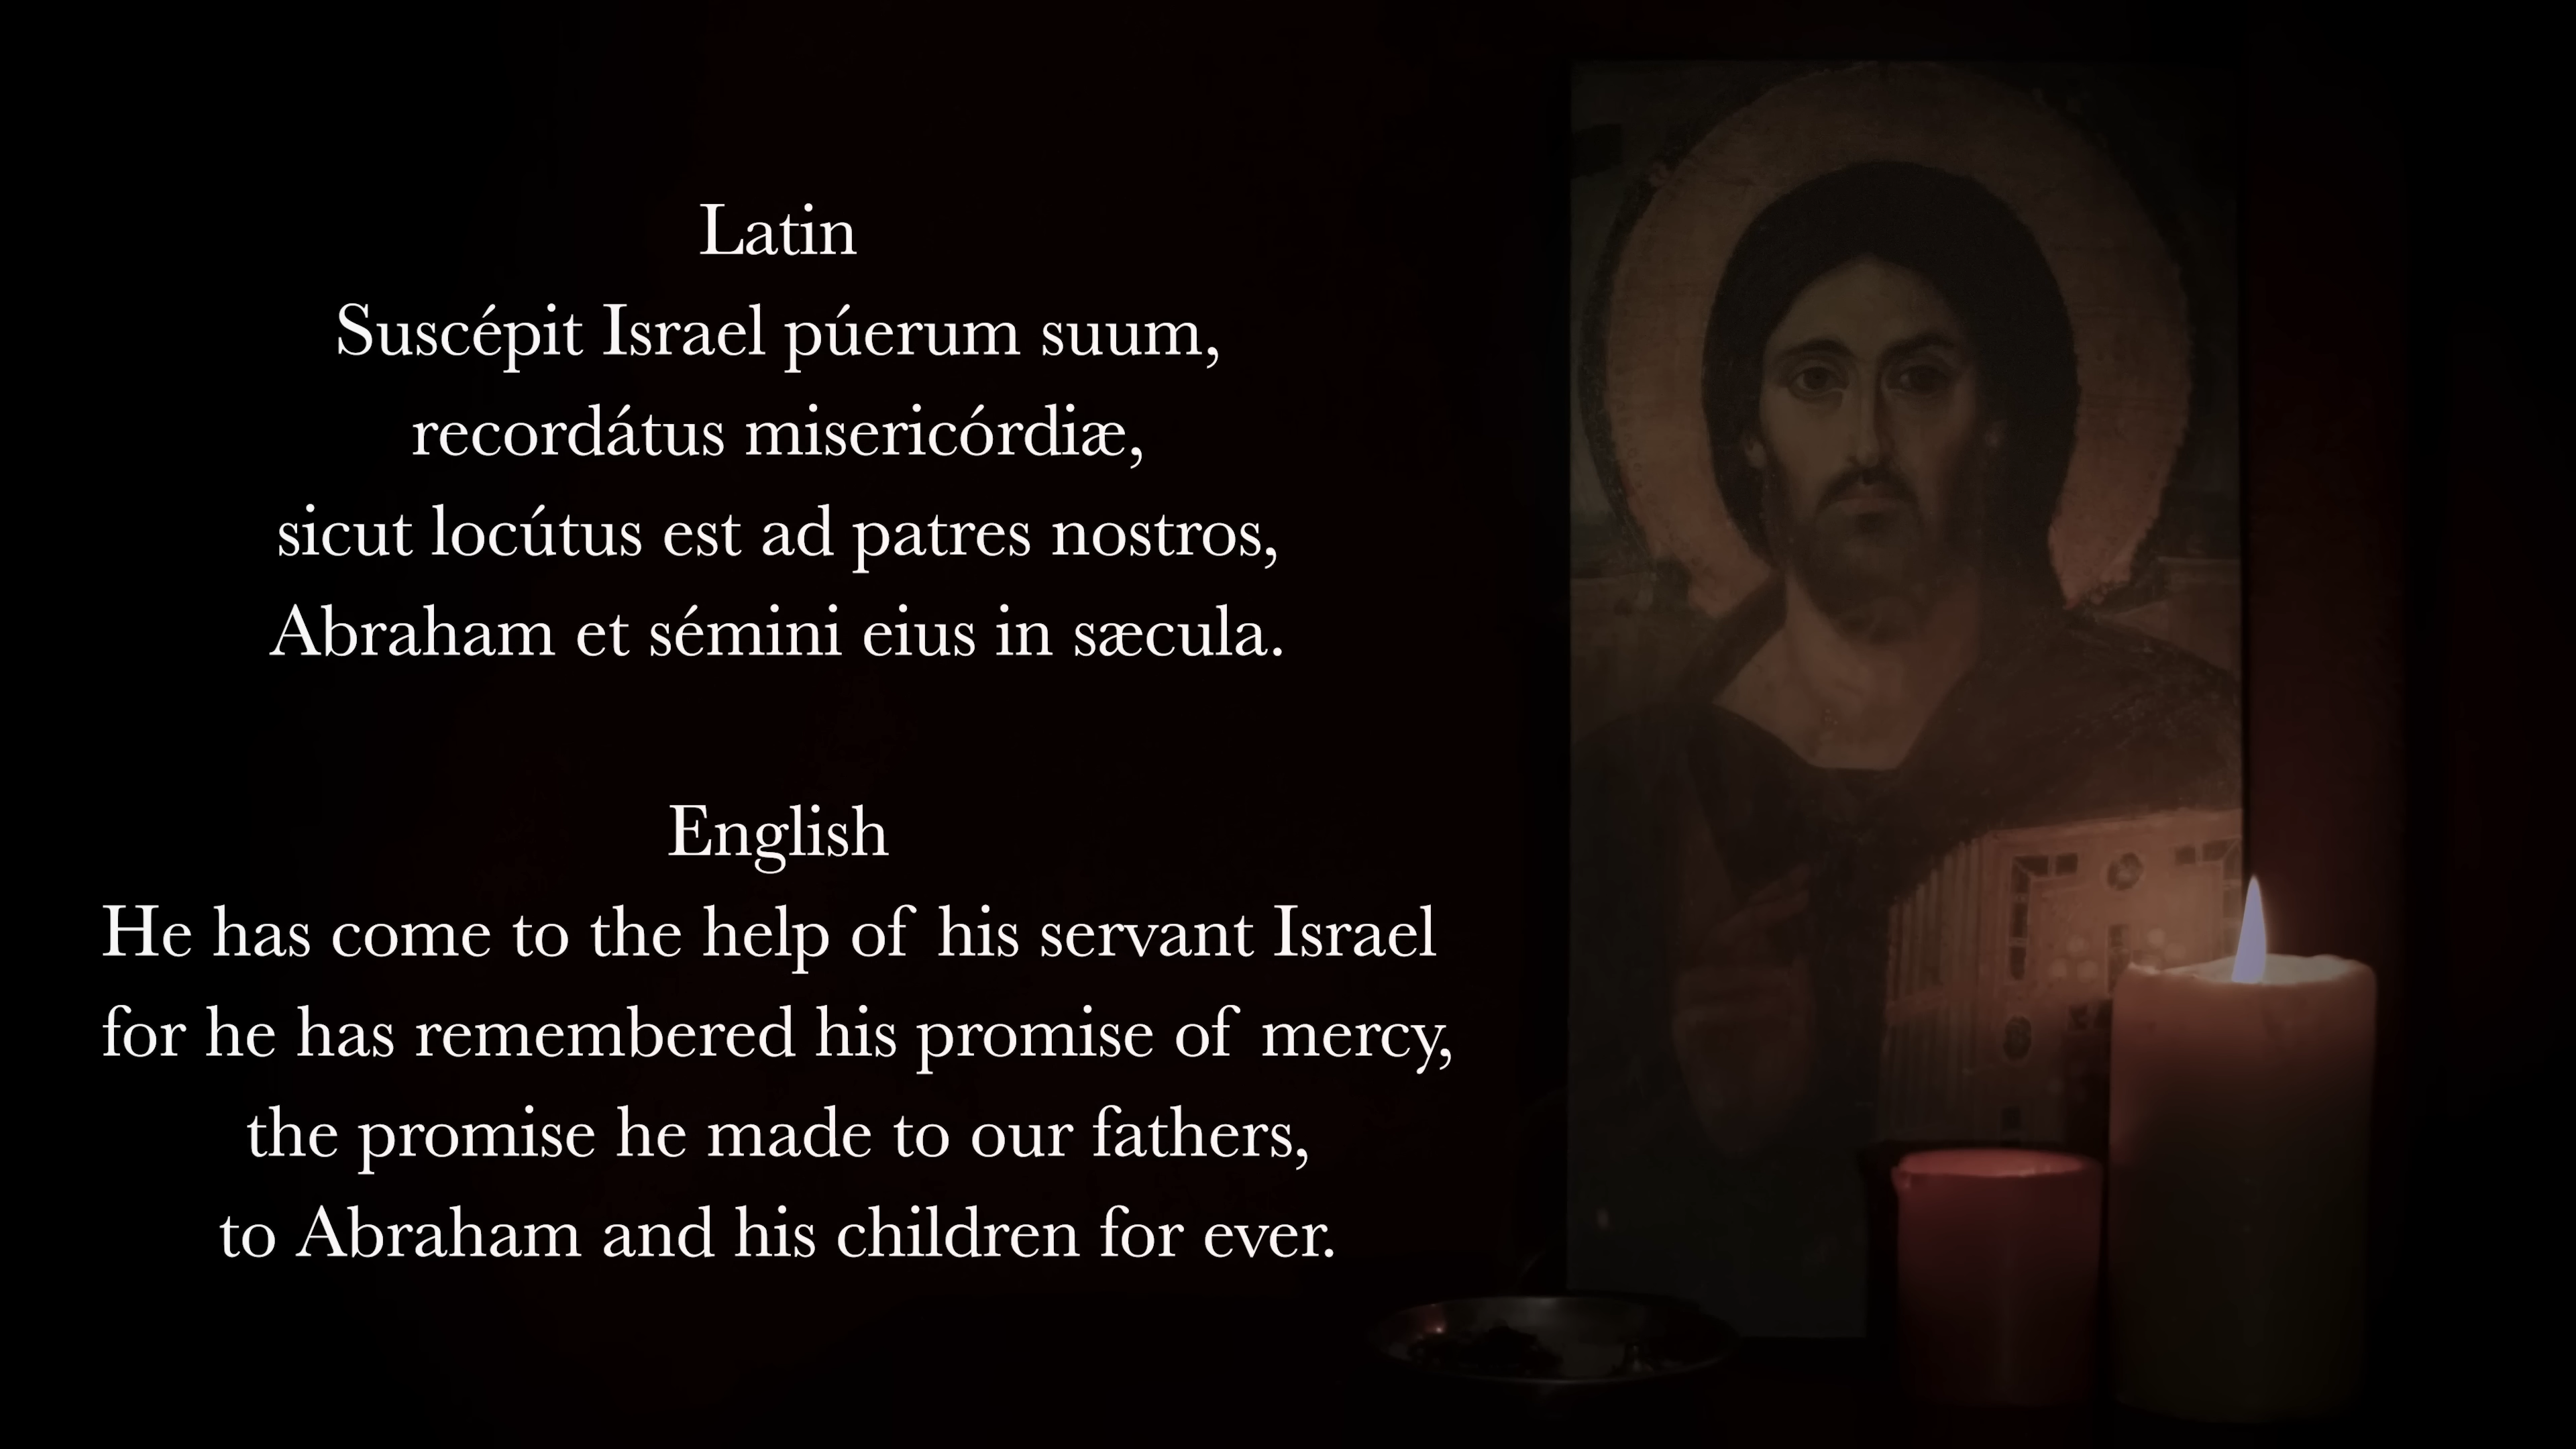 Latin
Suscépit Israel púerum suum,
recordátus misericórdiæ,
sicut locútus est ad patres nostros,
Abraham et sémini eius in sæcula.
English
He has come to the help of his servant Israel
for he has remembered his promise of mercy,
the promise he made to our fathers,
to Abraham and his children for ever.